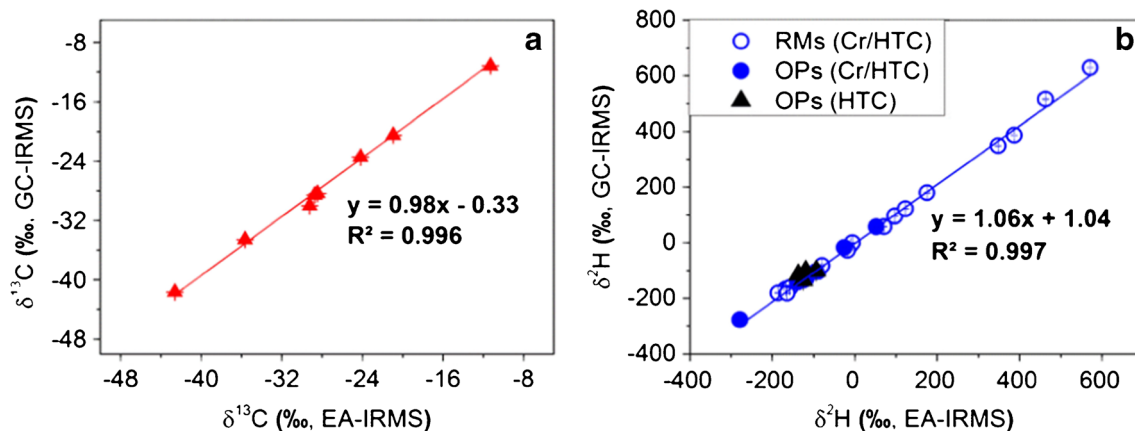 a
-8
-16
-24
-32
-40
-48
-48 -40 -32 -24 -16 -8
δ¹³C (‰, GC-IRMS)
δ¹³C (‰, EA-IRMS)
y = 0.98x - 0.33
R² = 0.996
b
800
600
400
200
0
-200
-400
-400 -200 0 200 400 600
δ²H (‰, GC-IRMS)
δ²H (‰, EA-IRMS)
RMs (Cr/HTC)
OPs (Cr/HTC)
OPs (HTC)
y = 1.06x + 1.04
R² = 0.997